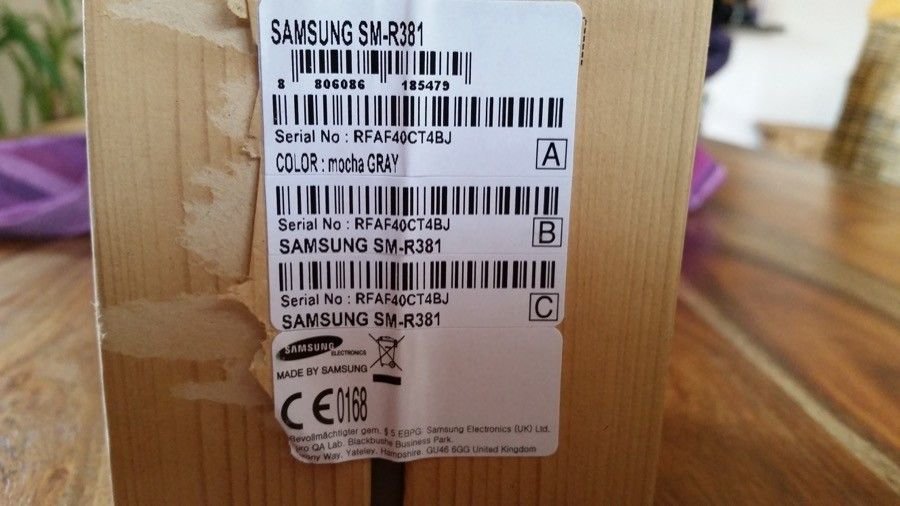 SAMSUNG SM-R381
8 806086 185479
Serial No : RFAF40CT4BJ
COLOR : mocha GRAY
A
Serial No : RFAF40CT4BJ
B
SAMSUNG SM-R381
Serial No : RFAF40CT4BJ
C
SAMSUNG SM-R381
SAMSUNG ELECTRONICS
MADE BY SAMSUNG
CE0168
Bevollmächtigter gem. § 5 EBPG: Samsung Electronics (UK) Ltd.
QA Lab. Blackbushe Business Park.
Way, Yateley, Hampshire. GU46 6GG United Kingdom